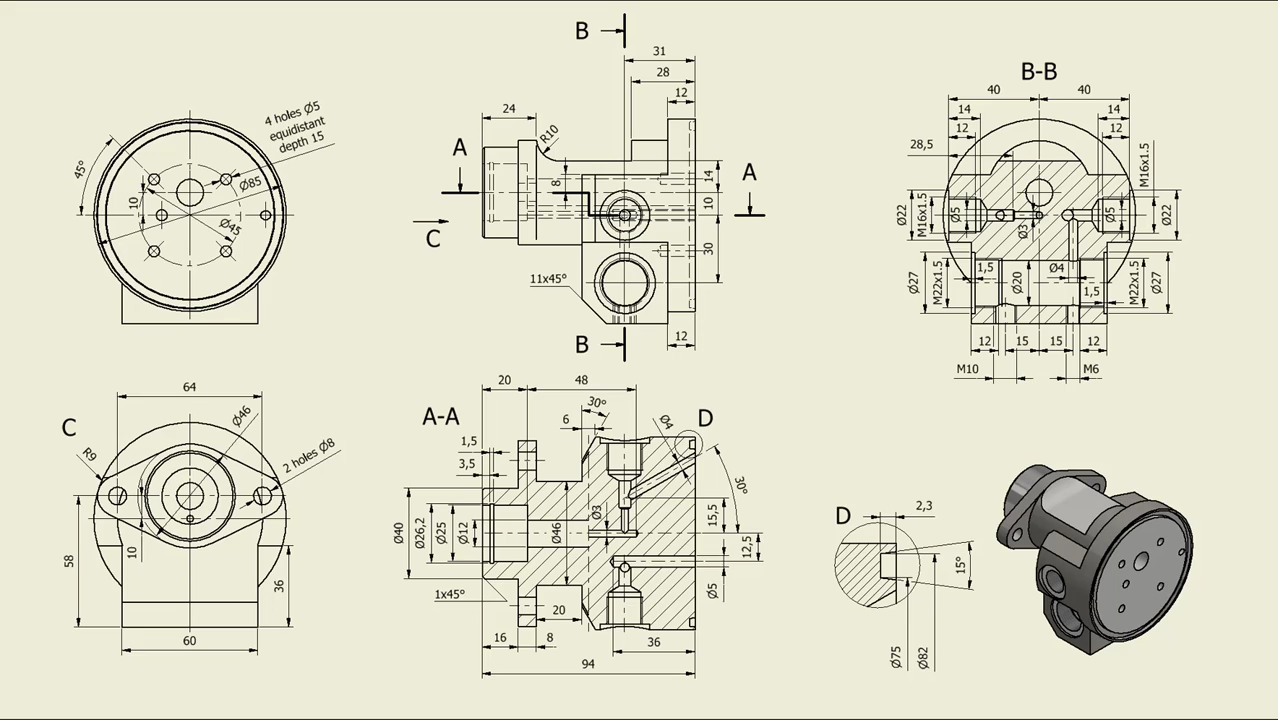 4 holes Ø5
equidistant
depth 15
45°
10
Ø85
Ø45
B
31
28
12
24
R10
A
A
8
14
10
30
C
11x45°
B
12
B-B
40
40
14
14
12
12
28,5
M16x1.5
Ø22
M16x1.5
Ø5
Ø3
Ø5
Ø22
Ø27
M22x1.5
1,5
Ø20
Ø4
1,5
M22x1.5
Ø27
12
15
15
12
M10
M6
C
64
Ø46
R9
2 holes Ø8
58
10
36
60
A-A
20
48
30°
6
Ø4
D
1,5
3,5
30°
Ø40
Ø26,2
Ø25
Ø12
Ø46
Ø3
15,5
12,5
Ø5
1x45°
20
16
8
36
94
D
2,3
15°
Ø75
Ø82